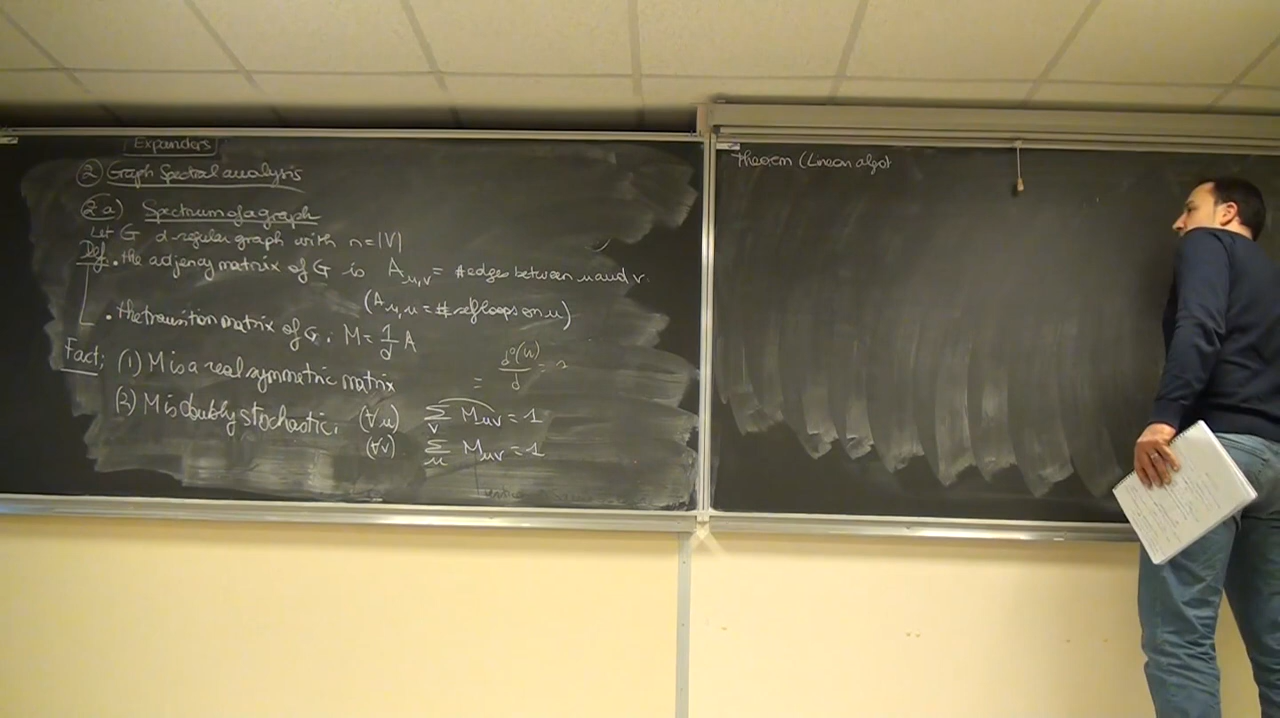 Expanders
② Graph Spectral analysis
2a) Spectrum of a graph
Let G d regular graph with n=|V|
Def. • the adjency matrix of G is A_{u,v} = # edges between u and v.
(A_{u,u} = # self loops on u)
• the transition matrix of G: M = 1/d A
d°(u)/d = 1
Fact: (1) M is a real symmetric matrix =
(2) M is doubly stochastic: (∀u) Σ_v M_{uv} = 1
(∀v) Σ_u M_{uv} = 1
Theorem (Linear algot